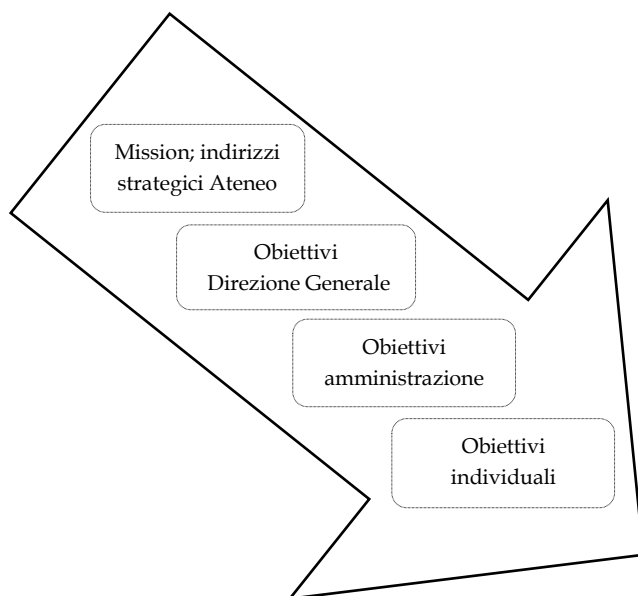 Mission; indirizzi
strategici Ateneo
Obiettivi
Direzione Generale
Obiettivi
amministrazione
Obiettivi
individuali